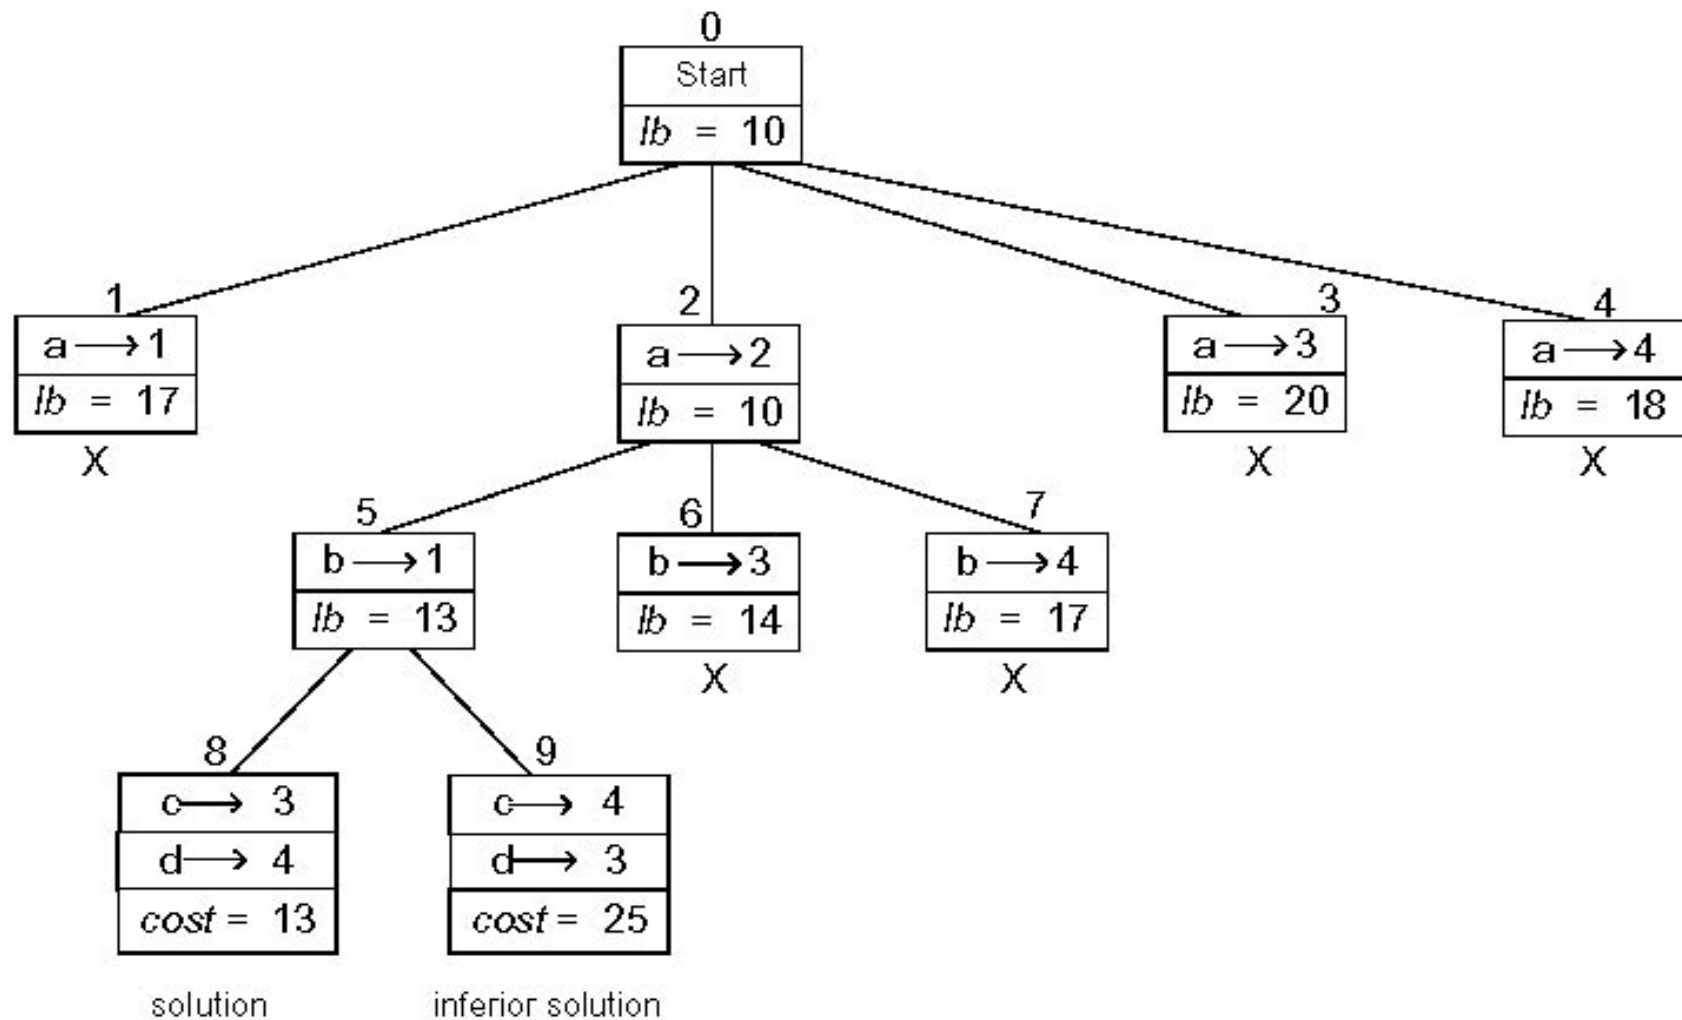 0
Start
lb = 10
1
2
3
4
a → 1
a → 2
a → 3
a → 4
lb = 17
lb = 10
lb = 20
lb = 18
X
X
X
5
6
7
b → 1
b → 3
b → 4
lb = 13
lb = 14
lb = 17
X
X
8
9
c → 3
c → 4
d → 4
d → 3
cost = 13
cost = 25
solution
inferior solution